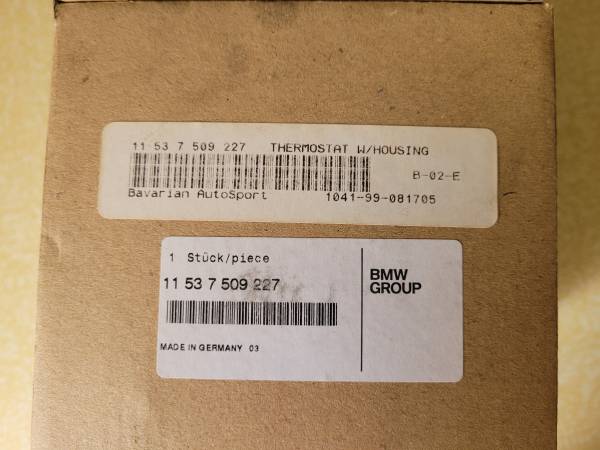 11 53 7 509 227 THERMOSTAT W/HOUSING
B-02-E
Bavarian AutoSport 1041-99-081705
1 Stück/piece
11 53 7 509 227
BMW
GROUP
MADE IN GERMANY 03